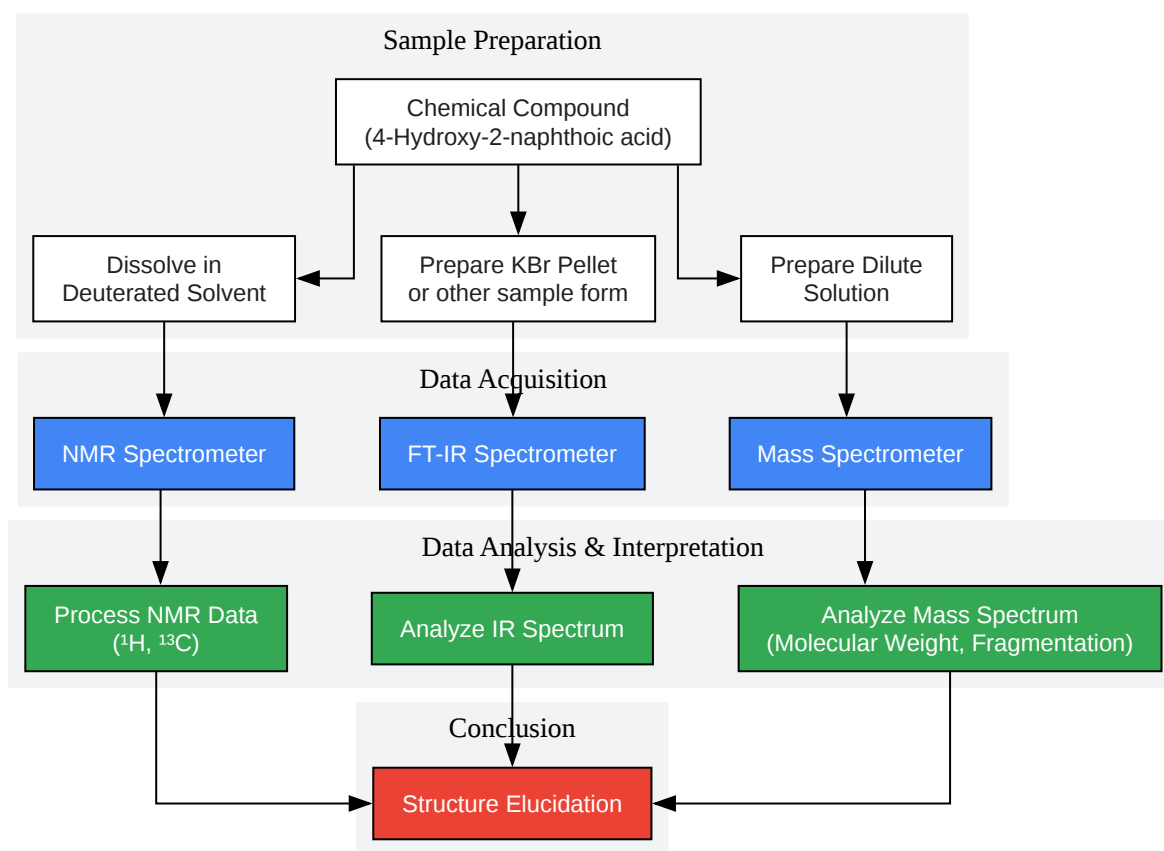 Sample Preparation
Chemical Compound
(4-Hydroxy-2-naphthoic acid)
Dissolve in
Deuterated Solvent
Prepare KBr Pellet
or other sample form
Prepare Dilute
Solution
Data Acquisition
NMR Spectrometer
FT-IR Spectrometer
Mass Spectrometer
Data Analysis & Interpretation
Process NMR Data
(¹H, ¹³C)
Analyze IR Spectrum
Analyze Mass Spectrum
(Molecular Weight, Fragmentation)
Conclusion
Structure Elucidation